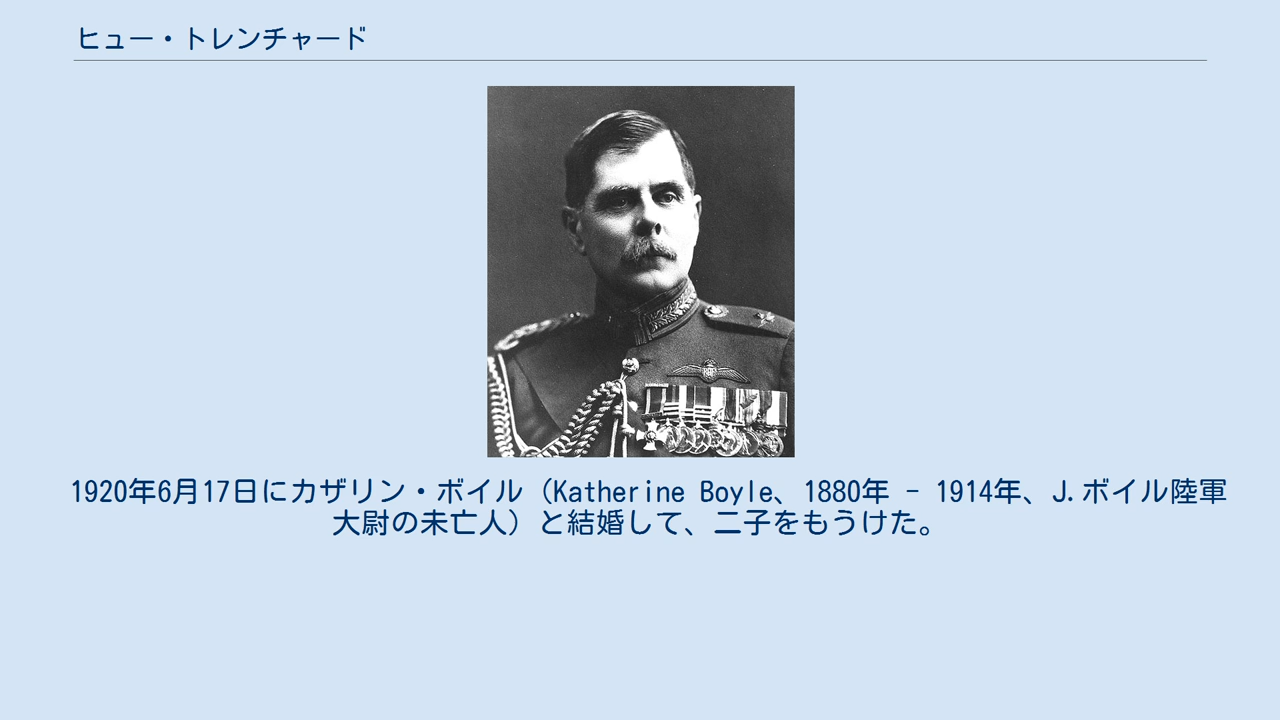 ヒュー・トレンチャード
1920年6月17日にカザリン・ボイル（Katherine Boyle、1880年 - 1914年、J.ボイル陸軍
大尉の未亡人）と結婚して、二子をもうけた。